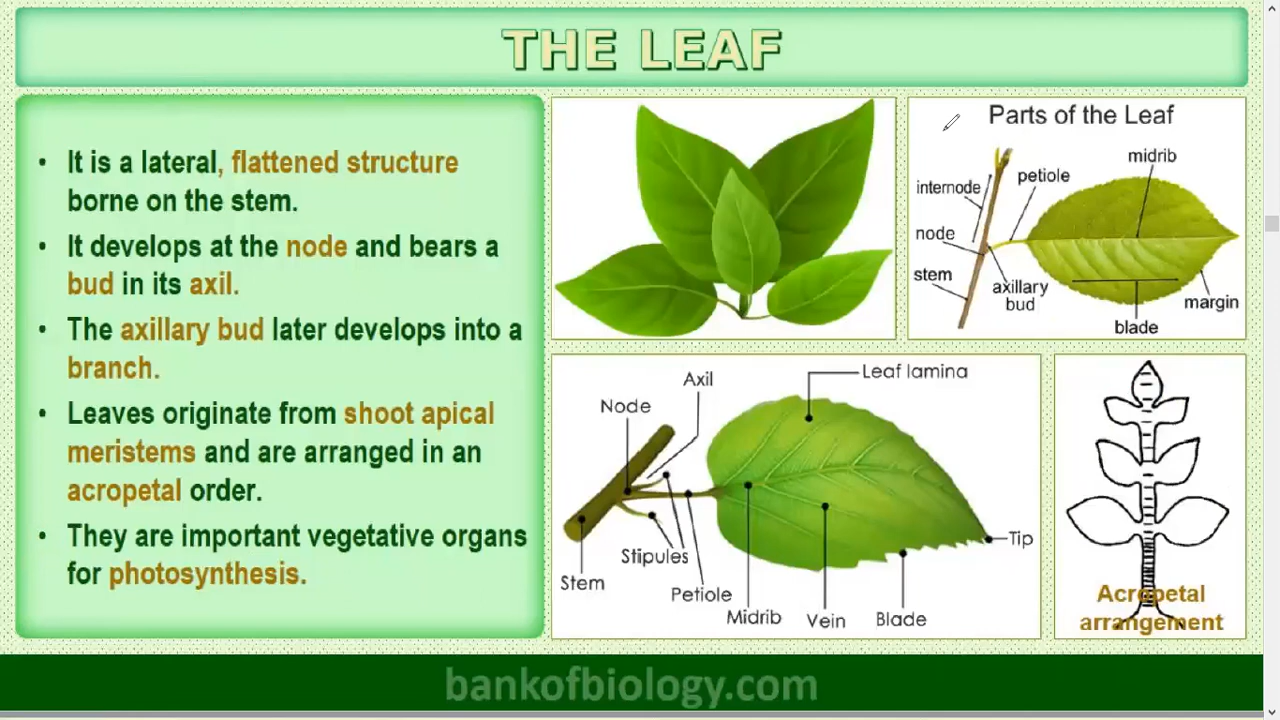 THE LEAF
• It is a lateral, flattened structure
borne on the stem.
• It develops at the node and bears a
bud in its axil.
• The axillary bud later develops into a
branch.
• Leaves originate from shoot apical
meristems and are arranged in an
acropetal order.
• They are important vegetative organs
for photosynthesis.
Parts of the Leaf
midrib
petiole
internode
node
stem
axillary
bud
margin
blade
Leaf lamina
Axil
Node
Tip
Stipules
Stem
Petiole
Midrib
Vein
Blade
Acropetal
arrangement
bankofbiology.com